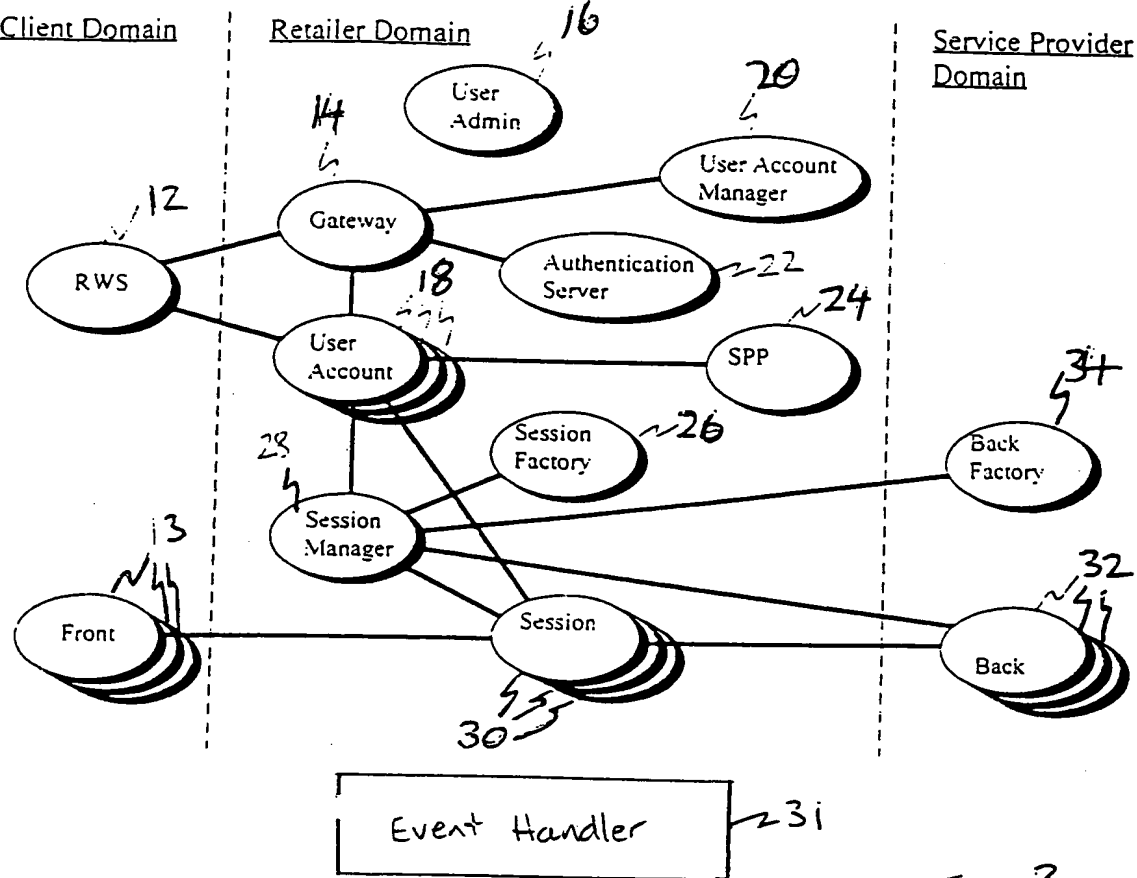 Client Domain
Retailer Domain
16
Service Provider
Domain
User
Admin
20
14
User Account
Manager
12
Gateway
RWS
Authentication
Server
22
18
24
User
Account
SPP
34
Session
Factory
26
Back
Factory
28
Session
Manager
13
32
Front
Session
Back
30
Event Handler
31